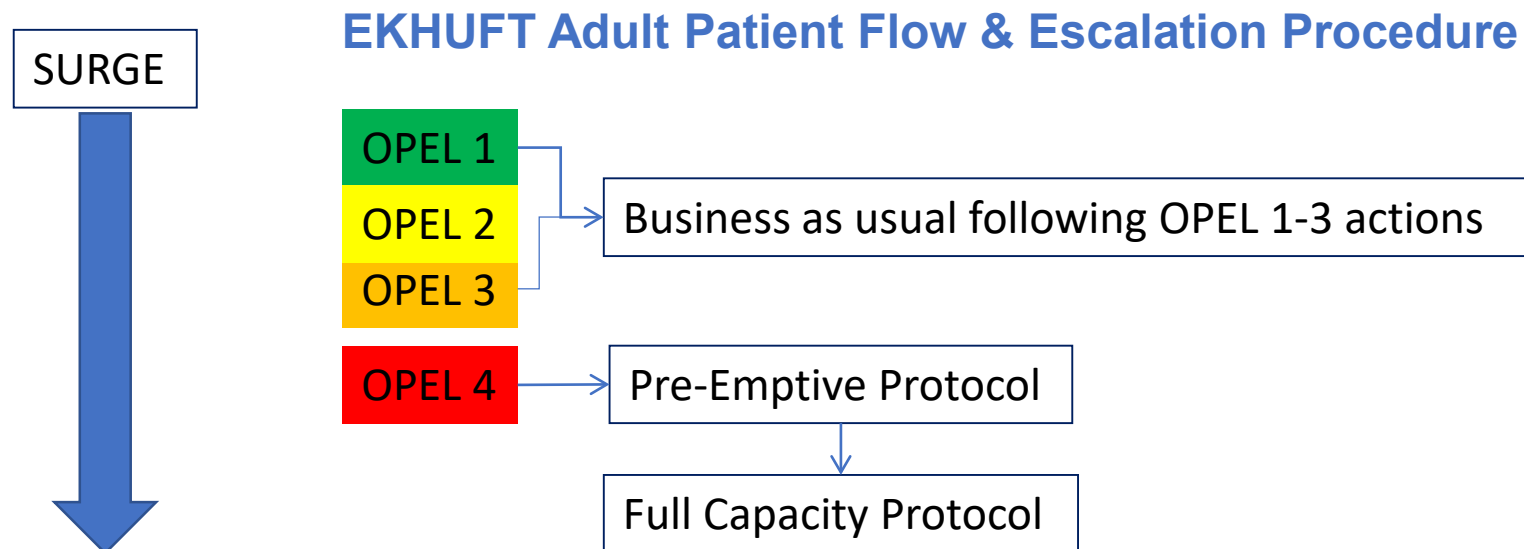 EKHUFT Adult Patient Flow & Escalation Procedure
SURGE
OPEL 1
OPEL 2
Business as usual following OPEL 1-3 actions
OPEL 3
OPEL 4
Pre-Emptive Protocol
Full Capacity Protocol